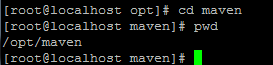 [root@localhost opt]# cd maven
[root@localhost maven]# pwd
/opt/maven
[root@localhost maven]#